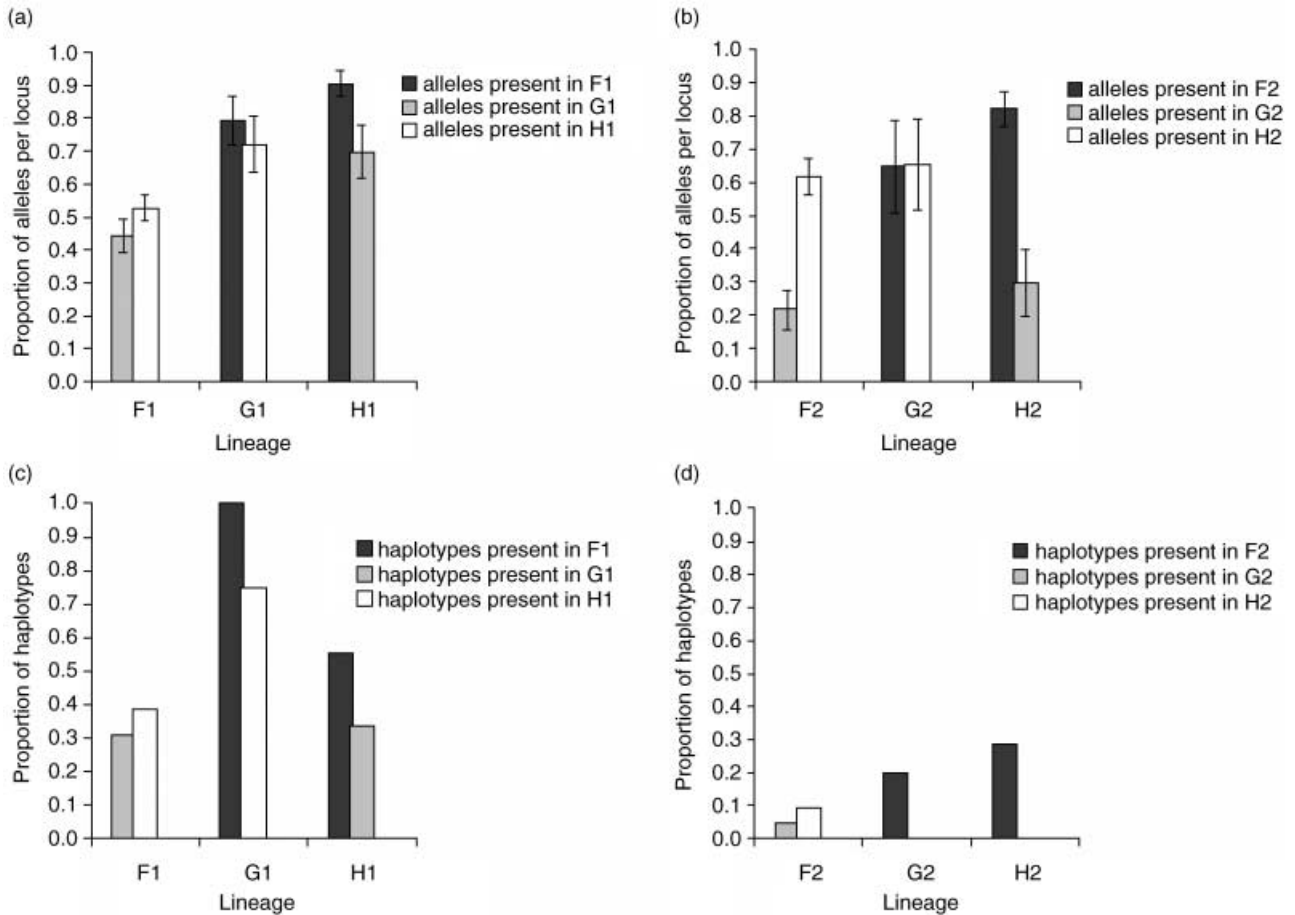 (a)
Proportion of alleles per locus
1.0
0.9
0.8
0.7
0.6
0.5
0.4
0.3
0.2
0.1
0.0
alleles present in F1
alleles present in G1
alleles present in H1
F1 G1 H1
Lineage
(b)
Proportion of alleles per locus
1.0
0.9
0.8
0.7
0.6
0.5
0.4
0.3
0.2
0.1
0.0
alleles present in F2
alleles present in G2
alleles present in H2
F2 G2 H2
Lineage
(c)
Proportion of haplotypes
1.0
0.9
0.8
0.7
0.6
0.5
0.4
0.3
0.2
0.1
0.0
haplotypes present in F1
haplotypes present in G1
haplotypes present in H1
F1 G1 H1
Lineage
(d)
Proportion of haplotypes
1.0
0.9
0.8
0.7
0.6
0.5
0.4
0.3
0.2
0.1
0.0
haplotypes present in F2
haplotypes present in G2
haplotypes present in H2
F2 G2 H2
Lineage